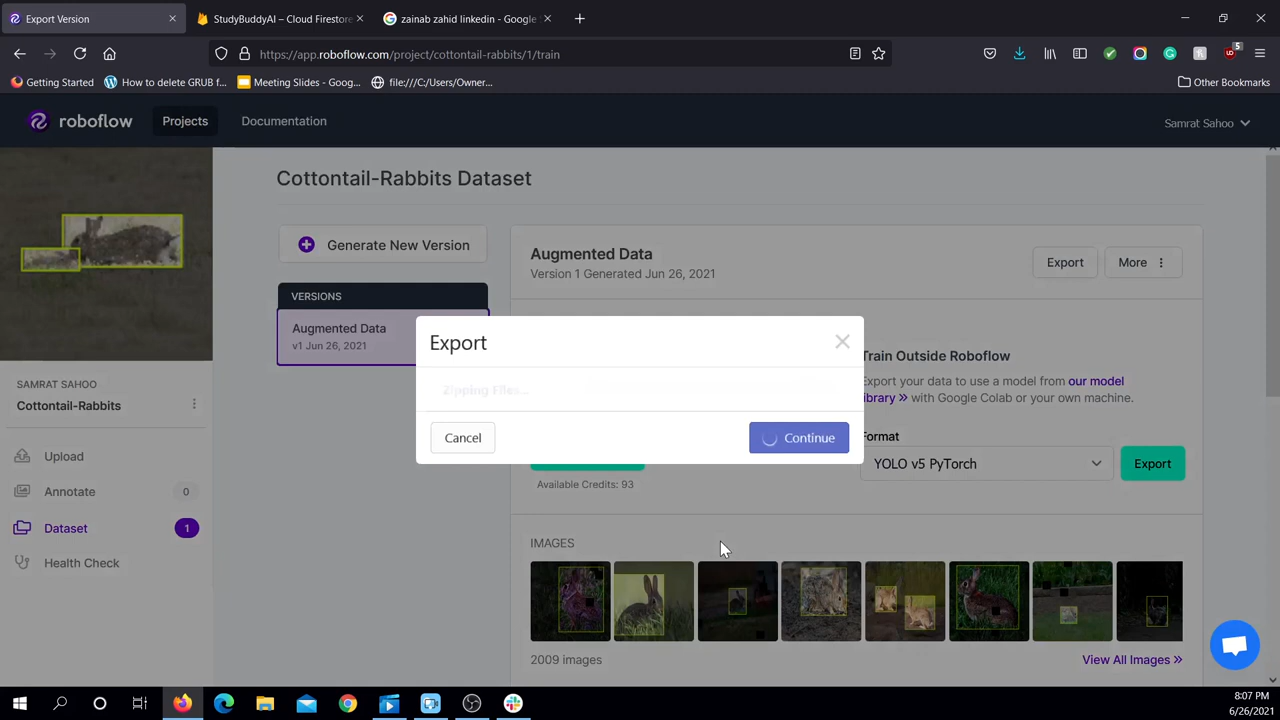 Export Version
StudyBuddyAI – Cloud Firestore
zainab zahid linkedin - Google
https://app.roboflow.com/project/cottontail-rabbits/1/train
5
Getting Started
How to delete GRUB f...
Meeting Slides - Goog...
file:///C:/Users/Owner...
Other Bookmarks
roboflow
Projects
Documentation
Samrat Sahoo
Cottontail-Rabbits Dataset
Generate New Version
VERSIONS
Augmented Data
v1 Jun 26, 2021
Augmented Data
Version 1 Generated Jun 26, 2021
Export
More
Export
Zipping Files...
Cancel
Continue
Train Outside Roboflow
Export your data to use a model from our model
library » with Google Colab or your own machine.
Format
YOLO v5 PyTorch
Export
Available Credits: 93
SAMRAT SAHOO
Cottontail-Rabbits
Upload
Annotate
0
Dataset
1
Health Check
IMAGES
2009 images
View All Images »
8:07 PM
6/26/2021